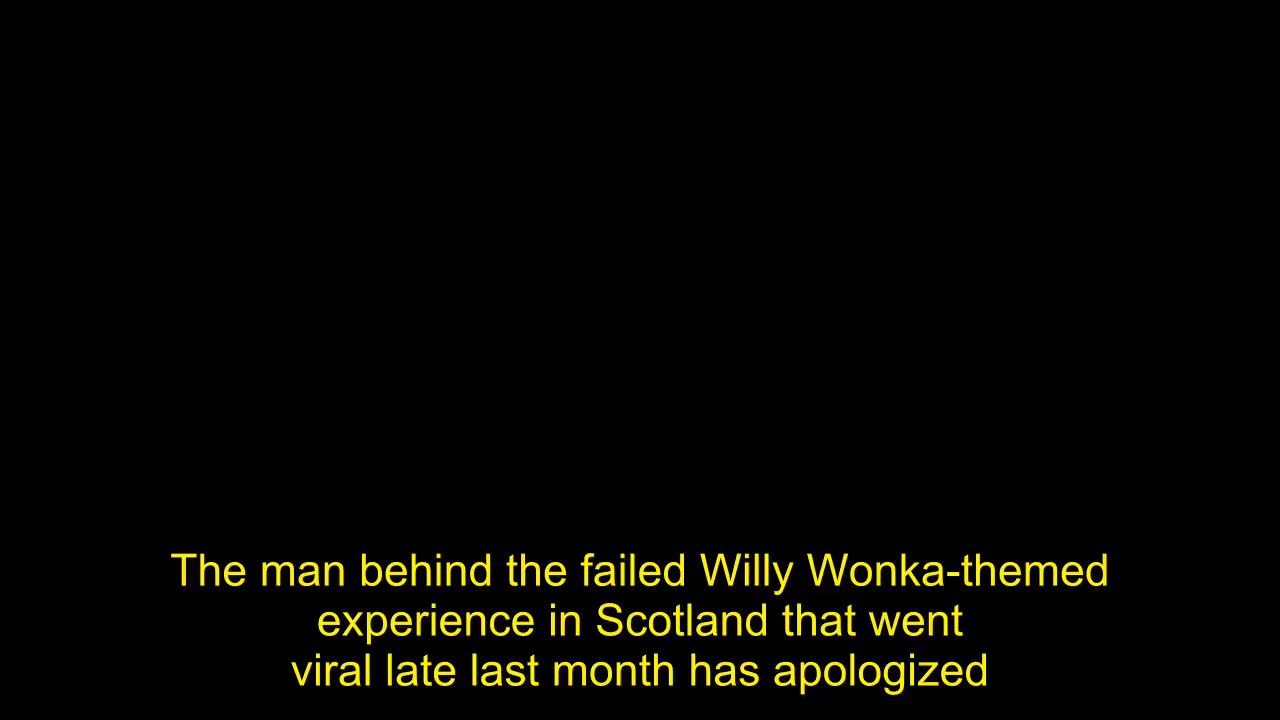 The man behind the failed Willy Wonka-themed
experience in Scotland that went
viral late last month has apologized